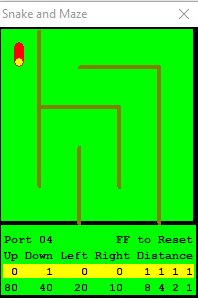 Snake and Maze
Port 04 FF to Reset
Up Down Left Right Distance
0 1 0 0 1 1 1 1
80 40 20 10 8 4 2 1